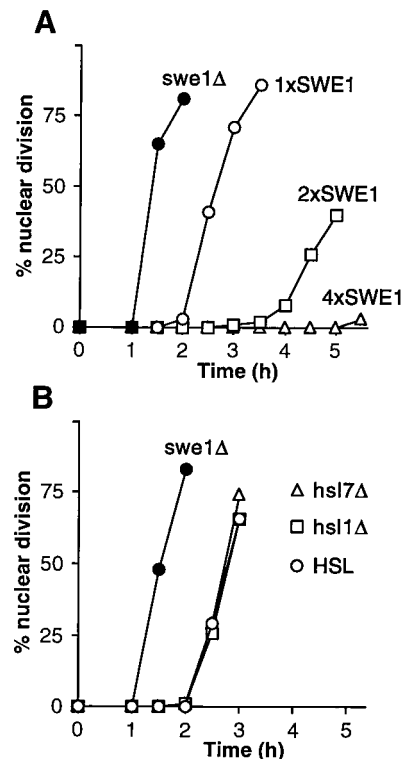 A
swe1Δ
1xSWE1
75
50
2xSWE1
25
4xSWE1
0
% nuclear division
0 1 2 3 4 5
Time (h)
B
swe1Δ
75
hsl7Δ
hsl1Δ
50
HSL
25
0
% nuclear division
0 1 2 3 4 5
Time (h)